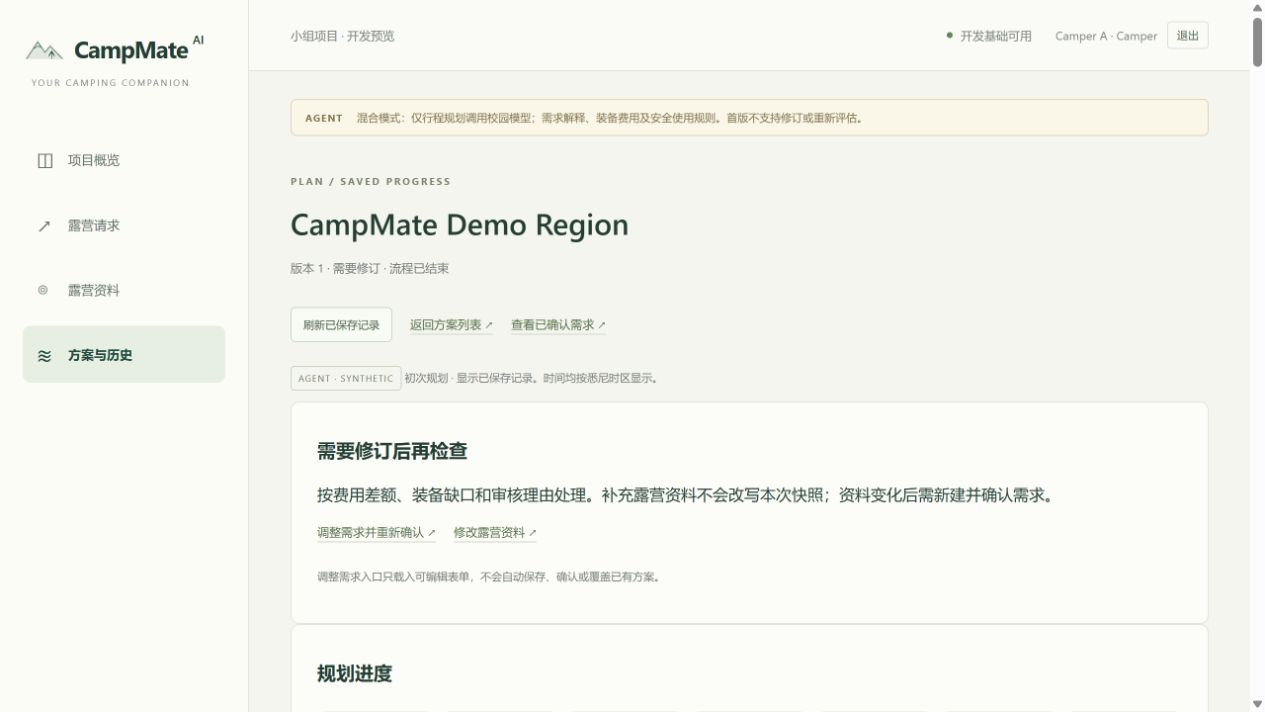 CampMate AI
YOUR CAMPING COMPANION
项目概览
露营请求
露营资料
方案与历史
小组项目 · 开发预览
开发基础可用
Camper A · Camper
退出
AGENT 混合模式：仅行程规划调用校园模型；需求解释、装备费用及安全使用规则。首版不支持修订或重新评估。
PLAN / SAVED PROGRESS
CampMate Demo Region
版本 1 · 需要修订 · 流程已结束
刷新已保存记录 返回方案列表 ↗ 查看已确认需求 ↗
AGENT · SYNTHETIC 初次规划 · 显示已保存记录。时间均按悉尼时区显示。
需要修订后再检查
按费用差额、装备缺口和审核理由处理。补充露营资料不会改写本次快照；资料变化后需新建并确认需求。
调整需求并重新确认 ↗ 修改露营资料 ↗
调整需求入口只载入可编辑表单，不会自动保存、确认或覆盖已有方案。
规划进度